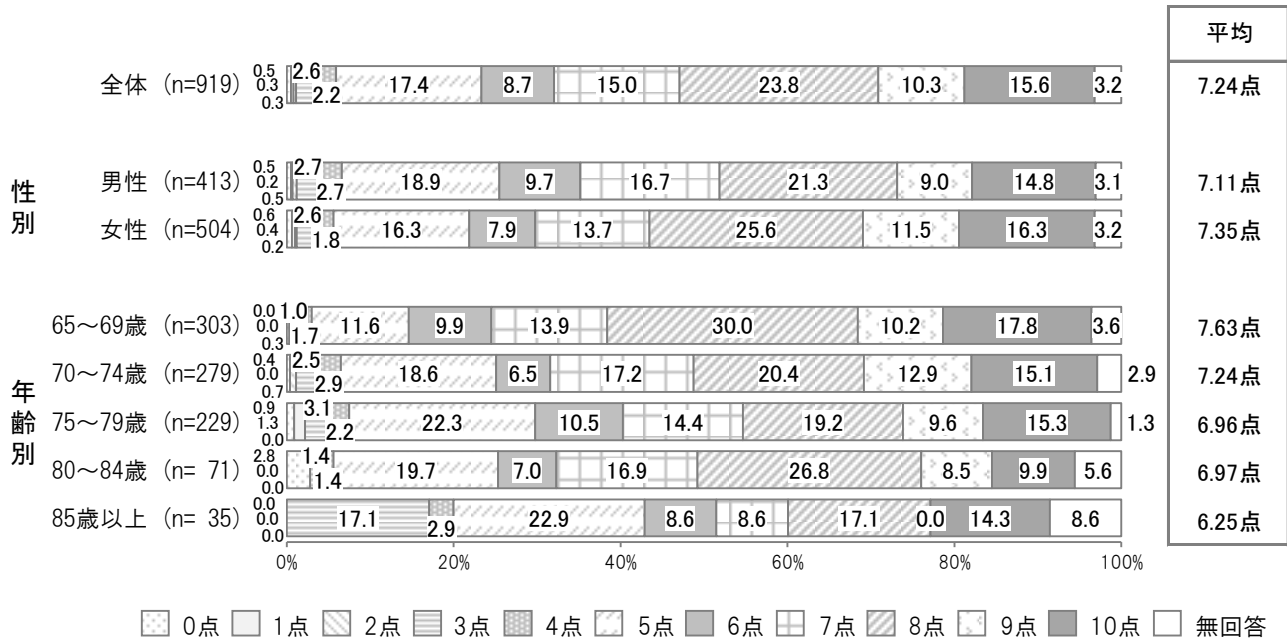 平均
全体 (n=919) 0.5 0.3 0.3 2.6 2.2 17.4 8.7 15.0 23.8 10.3 15.6 3.2 7.24点
性別
男性 (n=413) 0.5 0.2 0.5 2.7 2.7 18.9 9.7 16.7 21.3 9.0 14.8 3.1 7.11点
女性 (n=504) 0.6 0.4 0.2 2.6 1.8 16.3 7.9 13.7 25.6 11.5 16.3 3.2 7.35点
年齢別
65～69歳 (n=303) 0.0 0.0 0.3 1.0 1.7 11.6 9.9 13.9 30.0 10.2 17.8 3.6 7.63点
70～74歳 (n=279) 0.4 0.0 0.7 2.5 2.9 18.6 6.5 17.2 20.4 12.9 15.1 2.9 7.24点
75～79歳 (n=229) 0.9 1.3 0.0 3.1 2.2 22.3 10.5 14.4 19.2 9.6 15.3 1.3 6.96点
80～84歳 (n= 71) 2.8 0.0 0.0 1.4 1.4 19.7 7.0 16.9 26.8 8.5 9.9 5.6 6.97点
85歳以上 (n= 35) 0.0 0.0 0.0 17.1 2.9 22.9 8.6 8.6 17.1 0.0 14.3 8.6 6.25点
0% 20% 40% 60% 80% 100%
0点 1点 2点 3点 4点 5点 6点 7点 8点 9点 10点 無回答